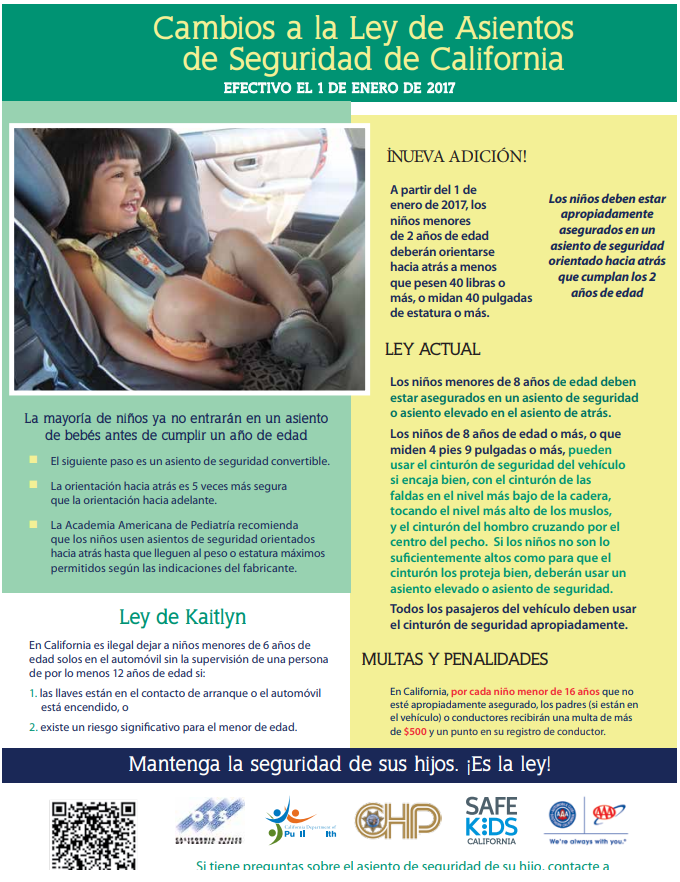 Cambios a la Ley de Asientos
de Seguridad de California
EFECTIVO EL 1 DE ENERO DE 2017
¡NUEVA ADICIÓN!
A partir del 1 de
enero de 2017, los
niños menores
de 2 años de edad
deberán orientarse
hacia atrás a menos
que pesen 40 libras o
más, o midan 40 pulgadas
de estatura o más.
Los niños deben estar
apropiadamente
asegurados en un
asiento de seguridad
orientado hacia atrás
que cumplan los 2
años de edad
LEY ACTUAL
Los niños menores de 8 años de edad deben
estar asegurados en un asiento de seguridad
o asiento elevado en el asiento de atrás.
Los niños de 8 años de edad o más, o que
miden 4 pies 9 pulgadas o más, pueden
usar el cinturón de seguridad del vehículo
si encaja bien, con el cinturón de las
faldas en el nivel más bajo de la cadera,
tocando el nivel más alto de los muslos,
y el cinturón del hombro cruzando por el
centro del pecho. Si los niños no son lo
suficientemente altos como para que el
cinturón los proteja bien, deberán usar un
asiento elevado o asiento de seguridad.
Todos los pasajeros del vehículo deben usar
el cinturón de seguridad apropiadamente.
MULTAS Y PENALIDADES
En California, por cada niño menor de 16 años que no
esté apropiadamente asegurado, los padres (si están en
el vehículo) o conductores recibirán una multa de más
de $500 y un punto en su registro de conductor.
La mayoría de niños ya no entrarán en un asiento
de bebés antes de cumplir un año de edad
El siguiente paso es un asiento de seguridad convertible.
La orientación hacia atrás es 5 veces más segura
que la orientación hacia adelante.
La Academia Americana de Pediatría recomienda
que los niños usen asientos de seguridad orientados
hacia atrás hasta que lleguen al peso o estatura máximos
permitidos según las indicaciones del fabricante.
Ley de Kaitlyn
En California es ilegal dejar a niños menores de 6 años de
edad solos en el automóvil sin la supervisión de una persona
de por lo menos 12 años de edad si:
1. las llaves están en el contacto de arranque o el automóvil
está encendido, o
2. existe un riesgo significativo para el menor de edad.
Mantenga la seguridad de sus hijos. ¡Es la ley!
OTS
California Department of
CHP
SAFE
KIDS
CALIFORNIA
AAA
We're always with you.®
Si tiene preguntas sobre el asiento de seguridad de su hijo, contacte a